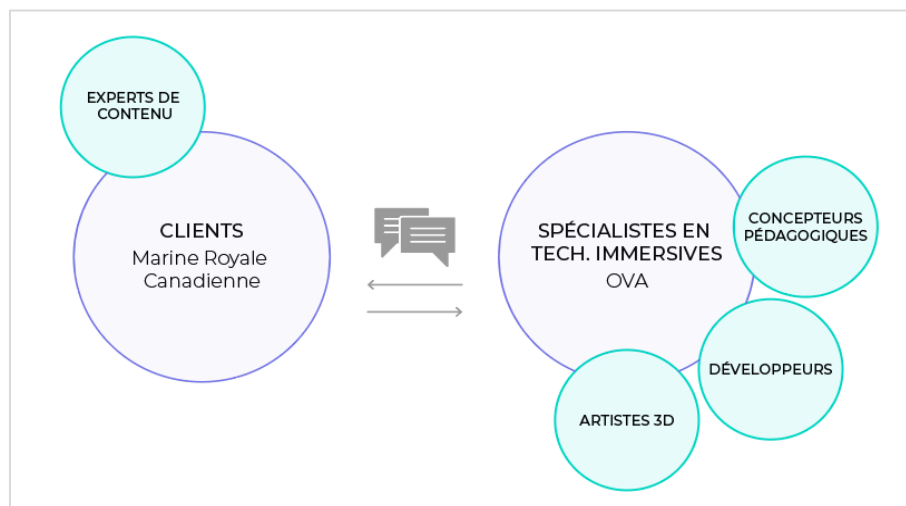 EXPERTS DE
CONTENU
CLIENTS
Marine Royale
Canadienne
SPÉCIALISTES EN
TECH. IMMERSIVES
OVA
CONCEPTEURS
PÉDAGOGIQUES
DÉVELOPPEURS
ARTISTES 3D